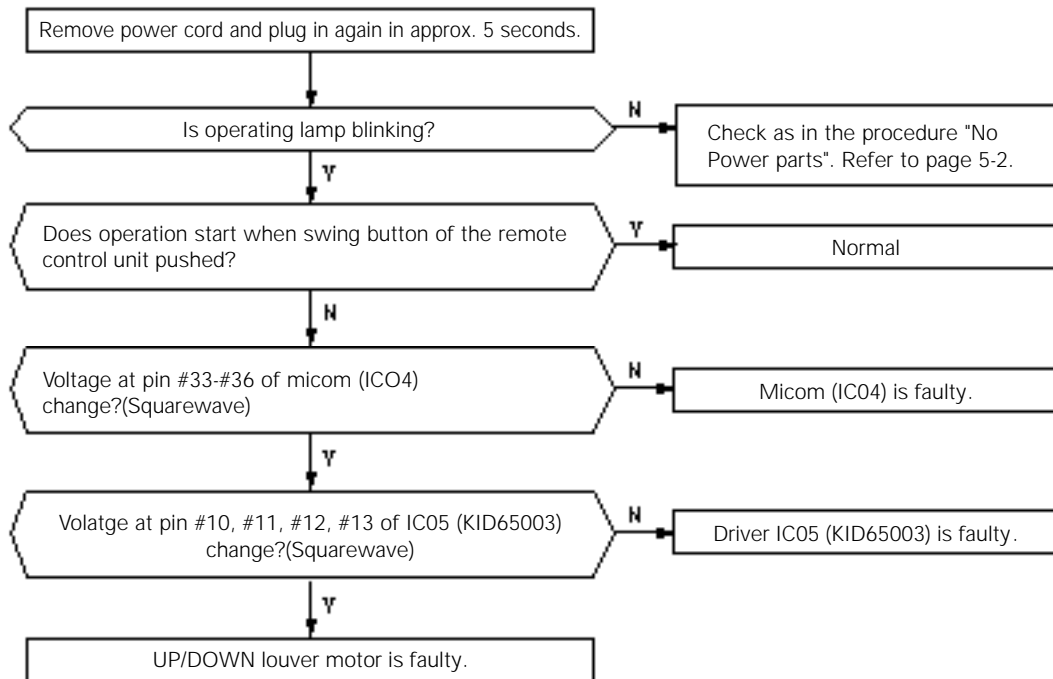 Remove power cord and plug in again in approx. 5 seconds.
Is operating lamp blinking?
N
Check as in the procedure "No
Power parts". Refer to page 5-2.
Y
Does operation start when swing button of the remote
control unit pushed?
Y
Normal
N
Voltage at pin #33-#36 of micom (ICO4)
change?(Squarewave)
N
Micom (IC04) is faulty.
Y
Volatge at pin #10, #11, #12, #13 of IC05 (KID65003)
change?(Squarewave)
N
Driver IC05 (KID65003) is faulty.
Y
UP/DOWN louver motor is faulty.